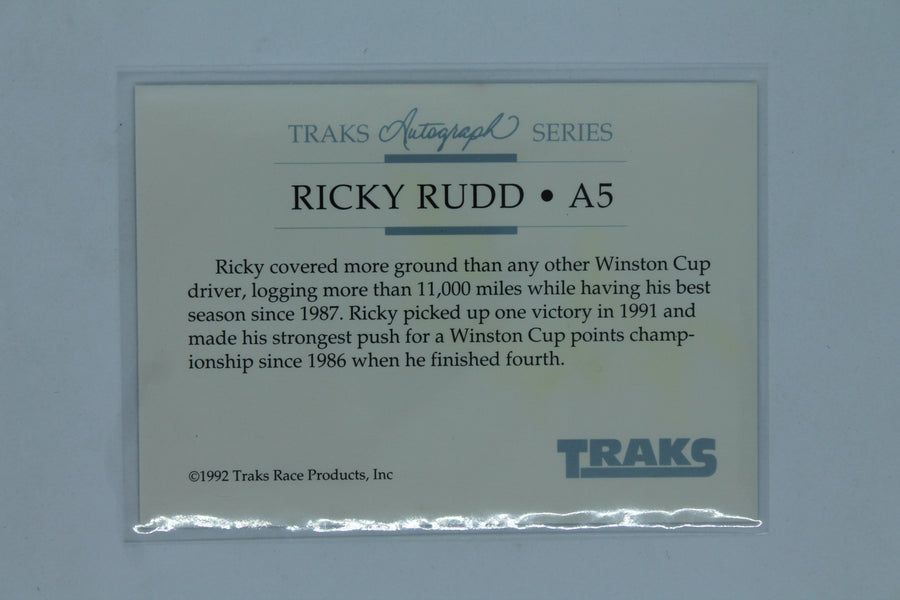 TRAKS Autograph SERIES
RICKY RUDD • A5
Ricky covered more ground than any other Winston Cup
driver, logging more than 11,000 miles while having his best
season since 1987. Ricky picked up one victory in 1991 and
made his strongest push for a Winston Cup points champ-
ionship since 1986 when he finished fourth.
TRAKS
©1992 Traks Race Products, Inc